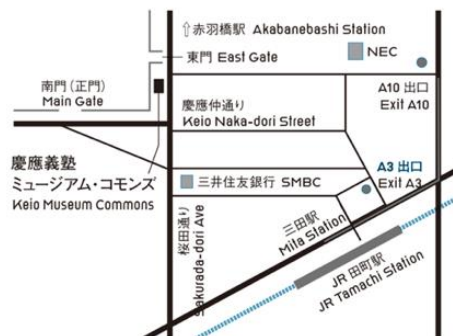 ⇧赤羽橋駅 Akabanebashi Station
NEC
東門 East Gate
南門（正門）
Main Gate
A10 出口
Exit A10
慶應仲通り
Keio Naka-dori Street
慶應義塾
ミュージアム・コモンズ
Keio Museum Commons
A3 出口
Exit A3
三井住友銀行 SMBC
桜田通り
Sakurada-dori Ave
三田駅
Mita Station
JR 田町駅
JR Tamachi Station